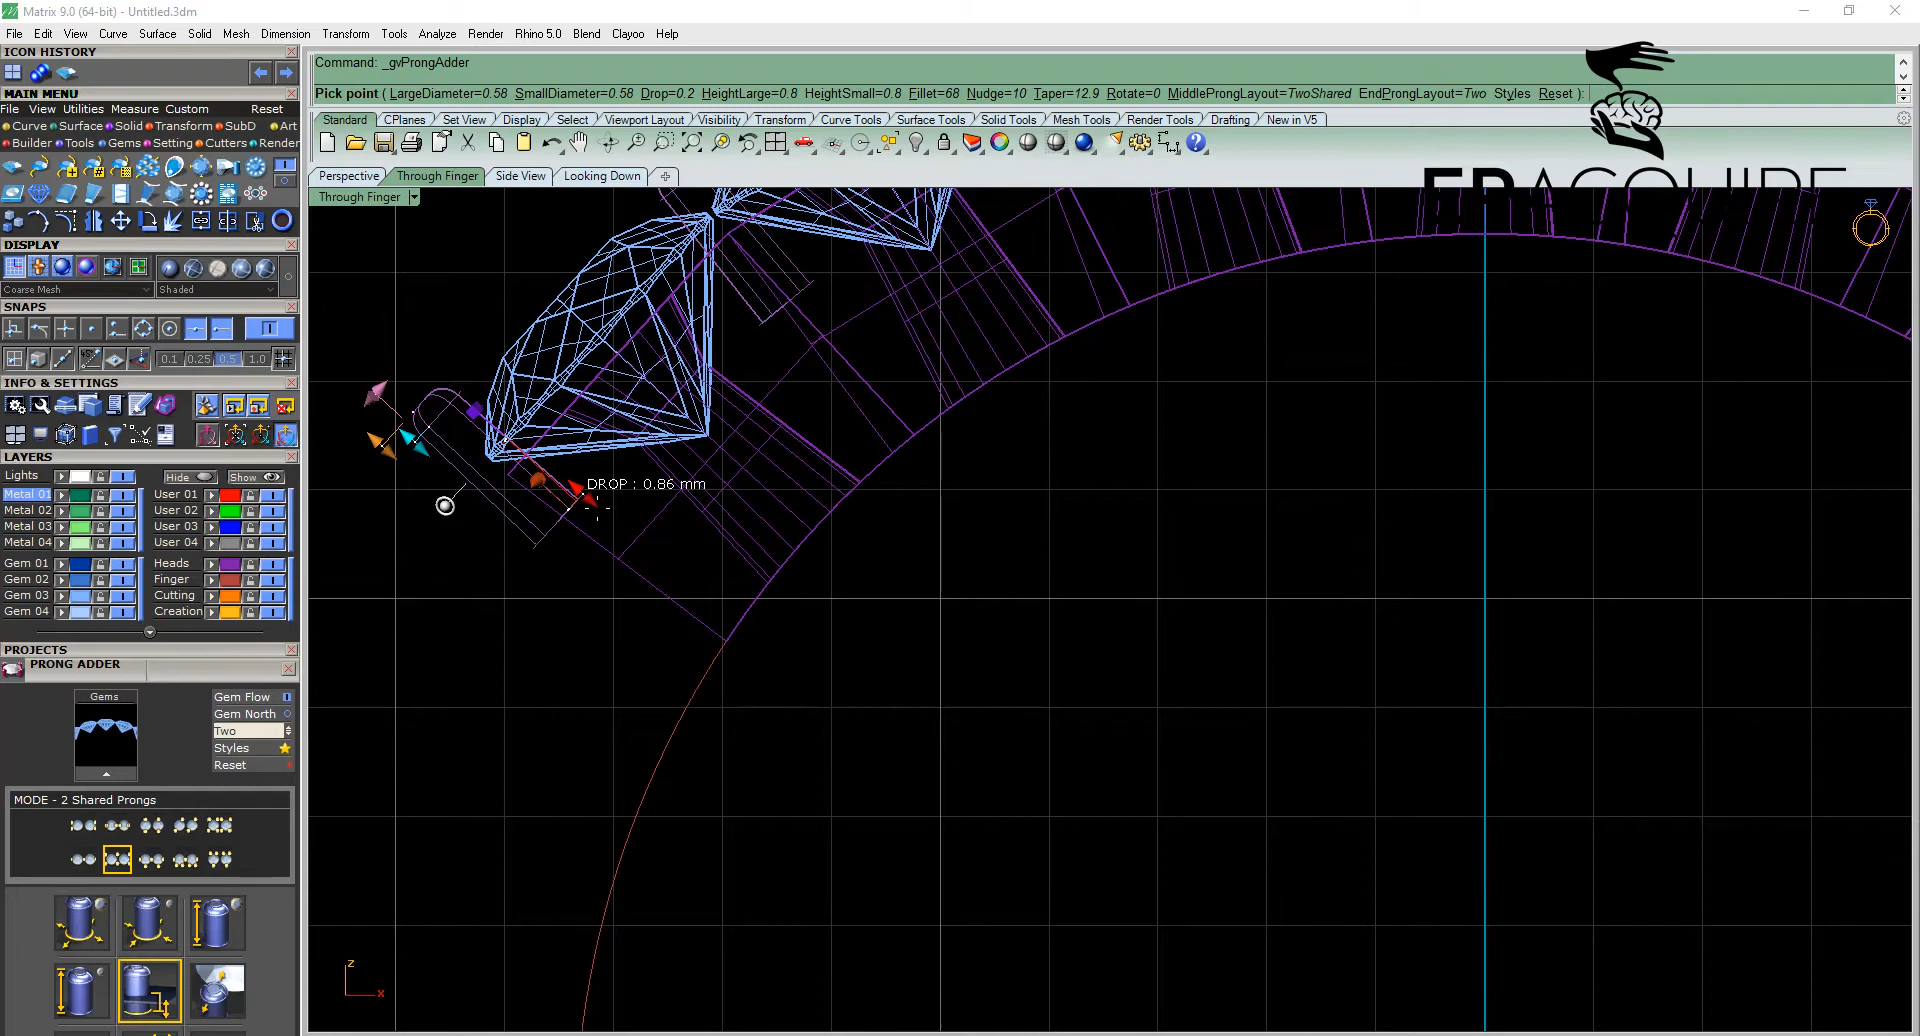 Matrix 9.0 (64-bit) - Untitled.3dm
File Edit View Curve Surface Solid Mesh Dimension Transform Tools Analyze Render Rhino 5.0 Blend Clayoo Help
ICON HISTORY
Command: _gvProngAdder
MAIN MENU
Pick point ( LargeDiameter=0.58 SmallDiameter=0.58 Drop=0.2 HeightLarge=0.8 HeightSmall=0.8 Fillet=68 Nudge=10 Taper=12.9 Rotate=0 MiddleProngLayout=TwoShared EndProngLayout=Two Styles Reset ):
File View Utilities Measure Custom Reset
Standard CPlanes Set View Display Select Viewport Layout Visibility Transform Curve Tools Surface Tools Solid Tools Mesh Tools Render Tools Drafting New in V5
Curve Surface Solid Transform SubD Art
Builder Tools Gems Setting Cutters Render
Perspective Through Finger Side View Looking Down
Through Finger
DISPLAY
Coarse Mesh Shaded
SNAPS
0.1 0.25 0.5 1.0
INFO & SETTINGS
LAYERS
Lights Hide Show
Metal 01 User 01
Metal 02 User 02
Metal 03 User 03
Metal 04 User 04
Gem 01 Heads
Gem 02 Finger
Gem 03 Cutting
Gem 04 Creation
DROP : 0.86 mm
PROJECTS
PRONG ADDER
Gems
Gem Flow
Gem North
Two
Styles
Reset
MODE - 2 Shared Prongs
z
x